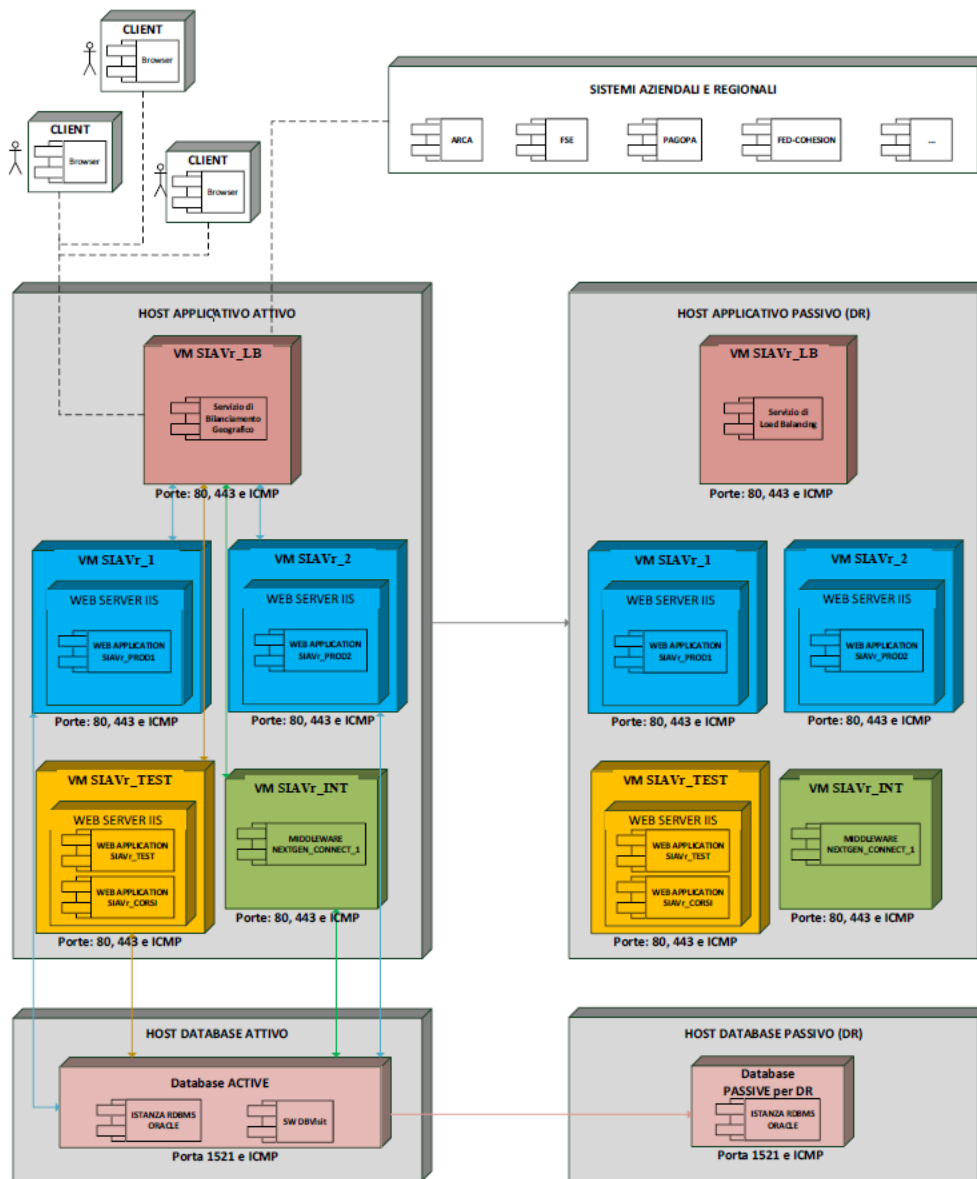 CLIENT
Browser
CLIENT
Browser
CLIENT
Browser
SISTEMI AZIENDALI E REGIONALI
ARCA
FSE
PAGOPA
FED-COHESION
...
HOST APPLICATIVO ATTIVO
VM SIAVr_LB
Servizio di
Bilanciamento
Geografico
Porte: 80, 443 e ICMP
VM SIAVr_1
WEB SERVER IIS
WEB APPLICATION
SIAVr_PROD1
Porte: 80, 443 e ICMP
VM SIAVr_2
WEB SERVER IIS
WEB APPLICATION
SIAVr_PROD2
Porte: 80, 443 e ICMP
VM SIAVr_TEST
WEB SERVER IIS
WEB APPLICATION
SIAVr_TEST
WEB APPLICATION
SIAVr_CORSI
Porte: 80, 443 e ICMP
VM SIAVr_INT
MIDDLEWARE
NEXTGEN_CONNECT_1
Porte: 80, 443 e ICMP
HOST APPLICATIVO PASSIVO (DR)
VM SIAVr_LB
Servizio di
Load Balancing
Porte: 80, 443 e ICMP
VM SIAVr_1
WEB SERVER IIS
WEB APPLICATION
SIAVr_PROD1
Porte: 80, 443 e ICMP
VM SIAVr_2
WEB SERVER IIS
WEB APPLICATION
SIAVr_PROD2
Porte: 80, 443 e ICMP
VM SIAVr_TEST
WEB SERVER IIS
WEB APPLICATION
SIAVr_TEST
WEB APPLICATION
SIAVr_CORSI
Porte: 80, 443 e ICMP
VM SIAVr_INT
MIDDLEWARE
NEXTGEN_CONNECT_1
Porte: 80, 443 e ICMP
HOST DATABASE ATTIVO
Database ACTIVE
ISTANZA RDBMS
ORACLE
SW DBVisit
Porta 1521 e ICMP
HOST DATABASE PASSIVO (DR)
Database
PASSIVE per DR
ISTANZA RDBMS
ORACLE
Porta 1521 e ICMP